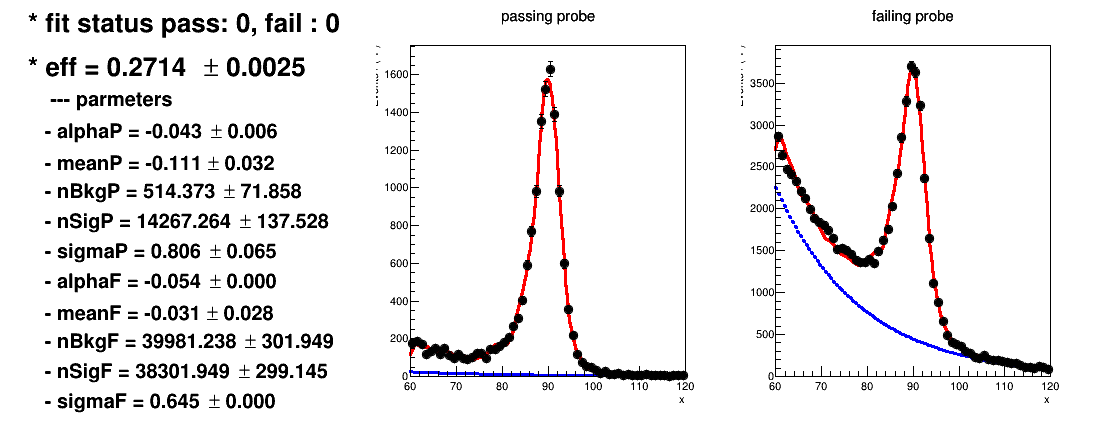 * fit status pass: 0, fail : 0
* eff = 0.2714 ± 0.0025
--- parmeters
- alphaP = -0.043 ± 0.006
- meanP = -0.111 ± 0.032
- nBkgP = 514.373 ± 71.858
- nSigP = 14267.264 ± 137.528
- sigmaP = 0.806 ± 0.065
- alphaF = -0.054 ± 0.000
- meanF = -0.031 ± 0.028
- nBkgF = 39981.238 ± 301.949
- nSigF = 38301.949 ± 299.145
- sigmaF = 0.645 ± 0.000
passing probe
1600
1400
1200
1000
800
600
400
200
0
60 70 80 90 100 110 120
x
failing probe
3500
3000
2500
2000
1500
1000
500
0
60 70 80 90 100 110 120
x